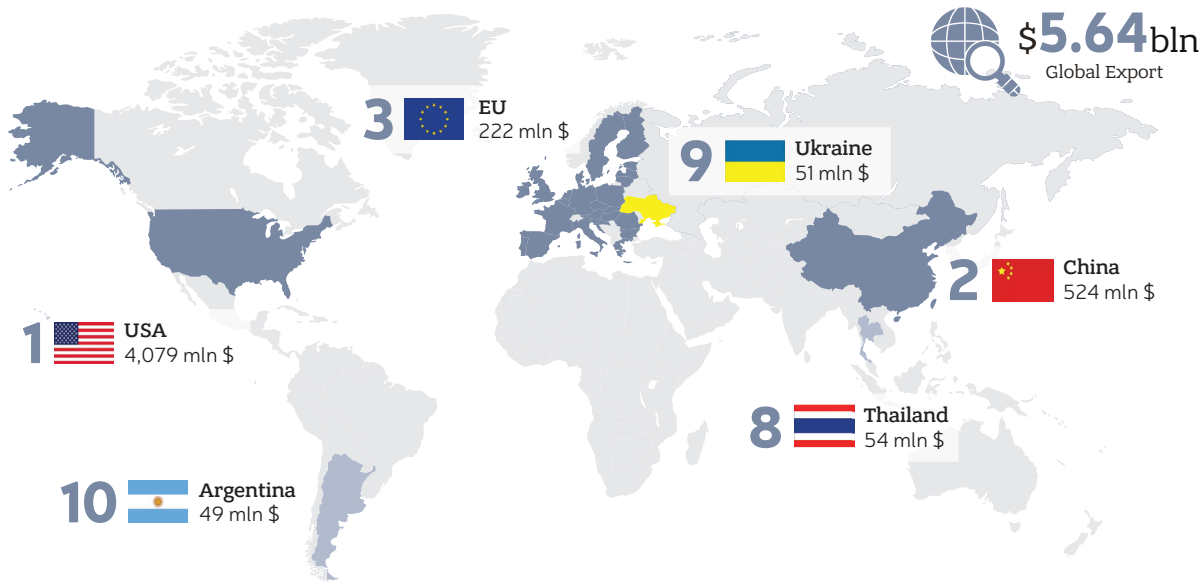 $5.64bln
Global Export
3
EU
222 mln $
9
Ukraine
51 mln $
2
China
524 mln $
1
USA
4,079 mln $
8
Thailand
54 mln $
10
Argentina
49 mln $